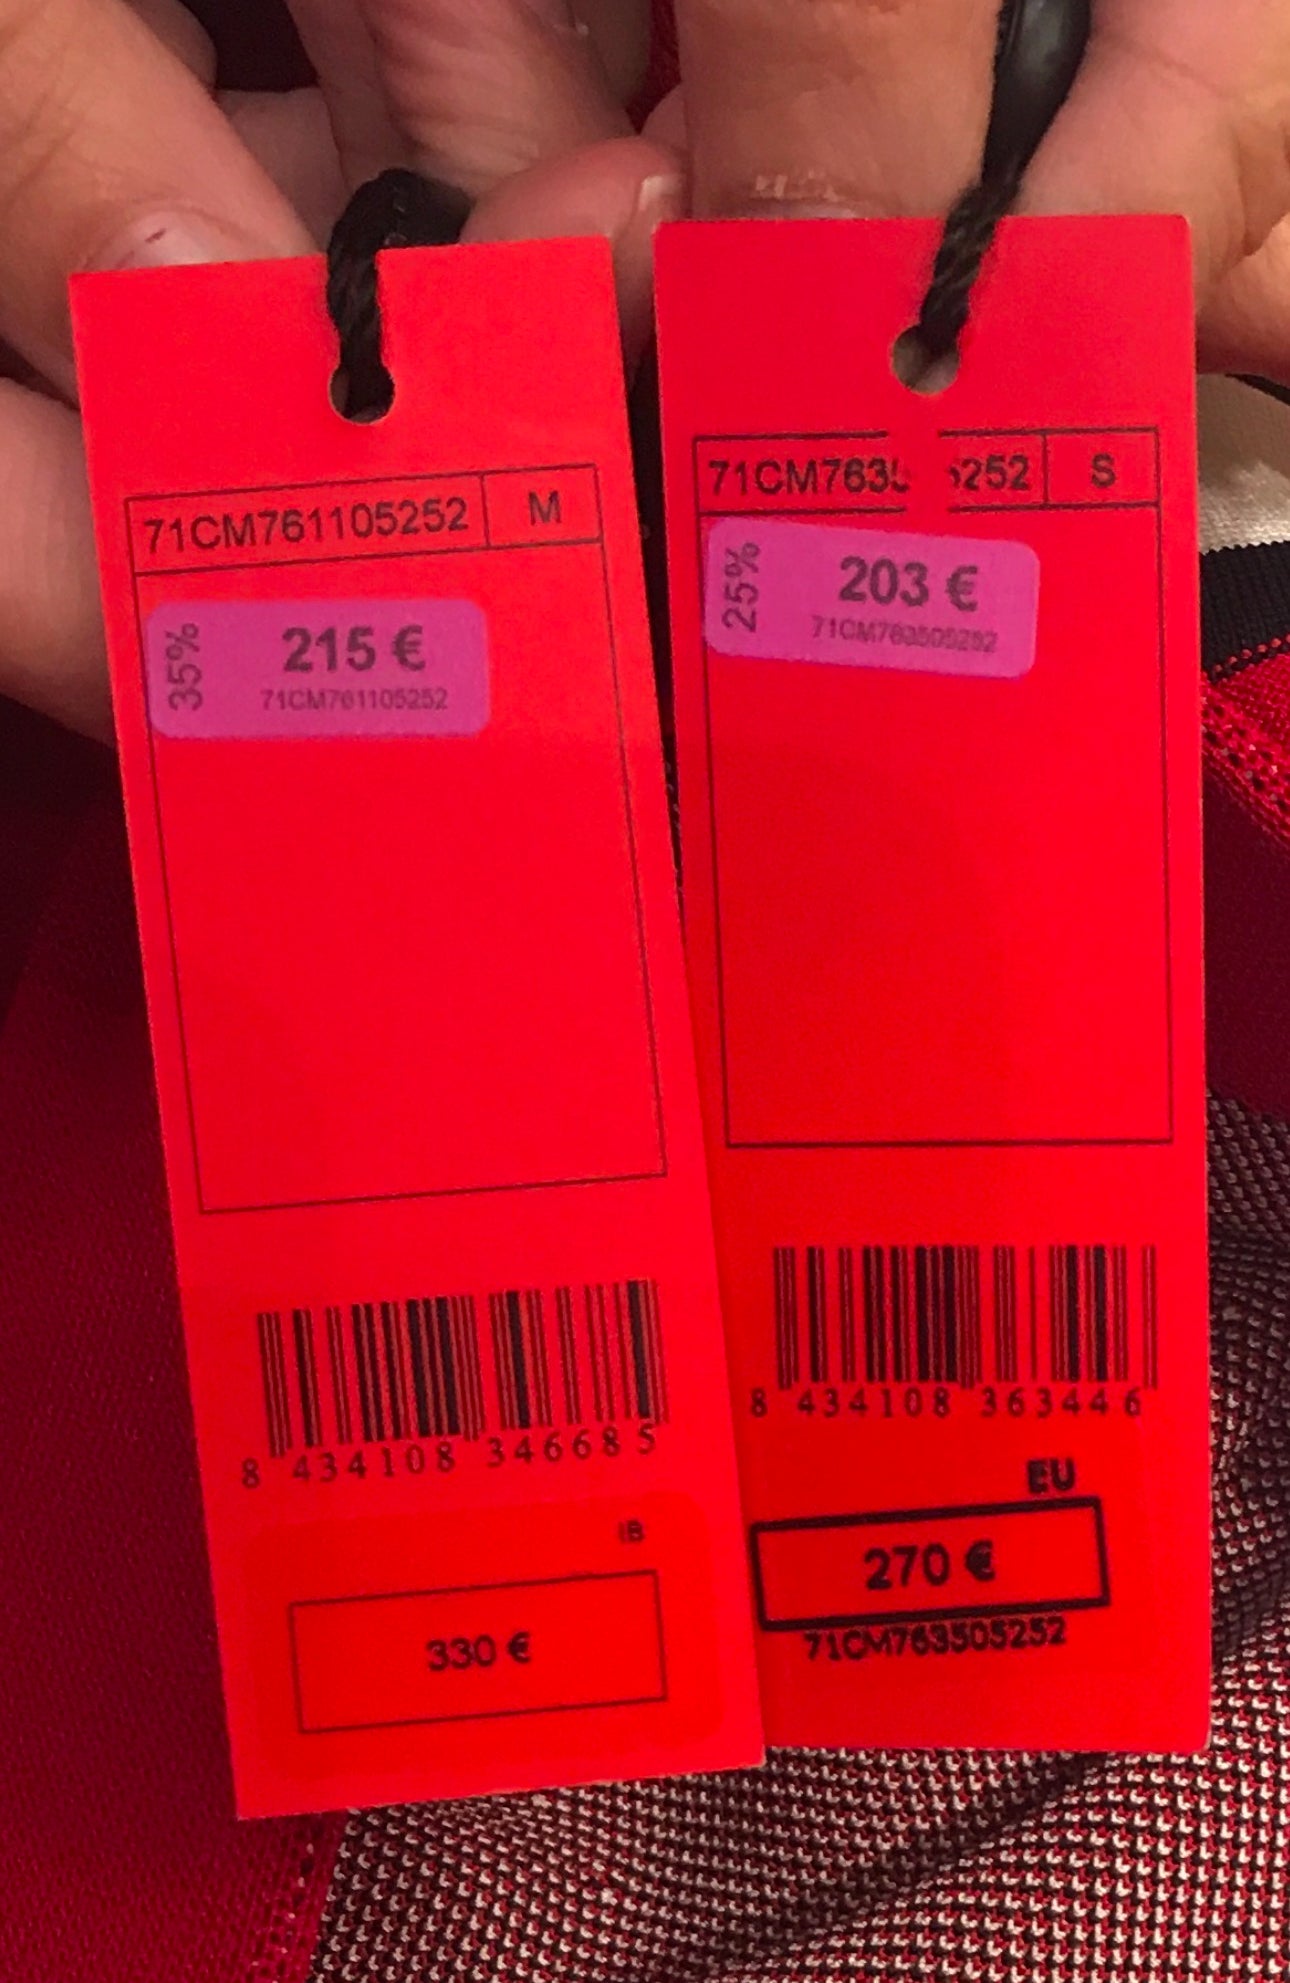 71CM761105252 M
35%
215 €
71CM761105252
8 434108 346685
IB
330 €
71CM763 5252 S
25%
203 €
71CM763505252
8 434108 363446
EU
270 €
71CM763505252